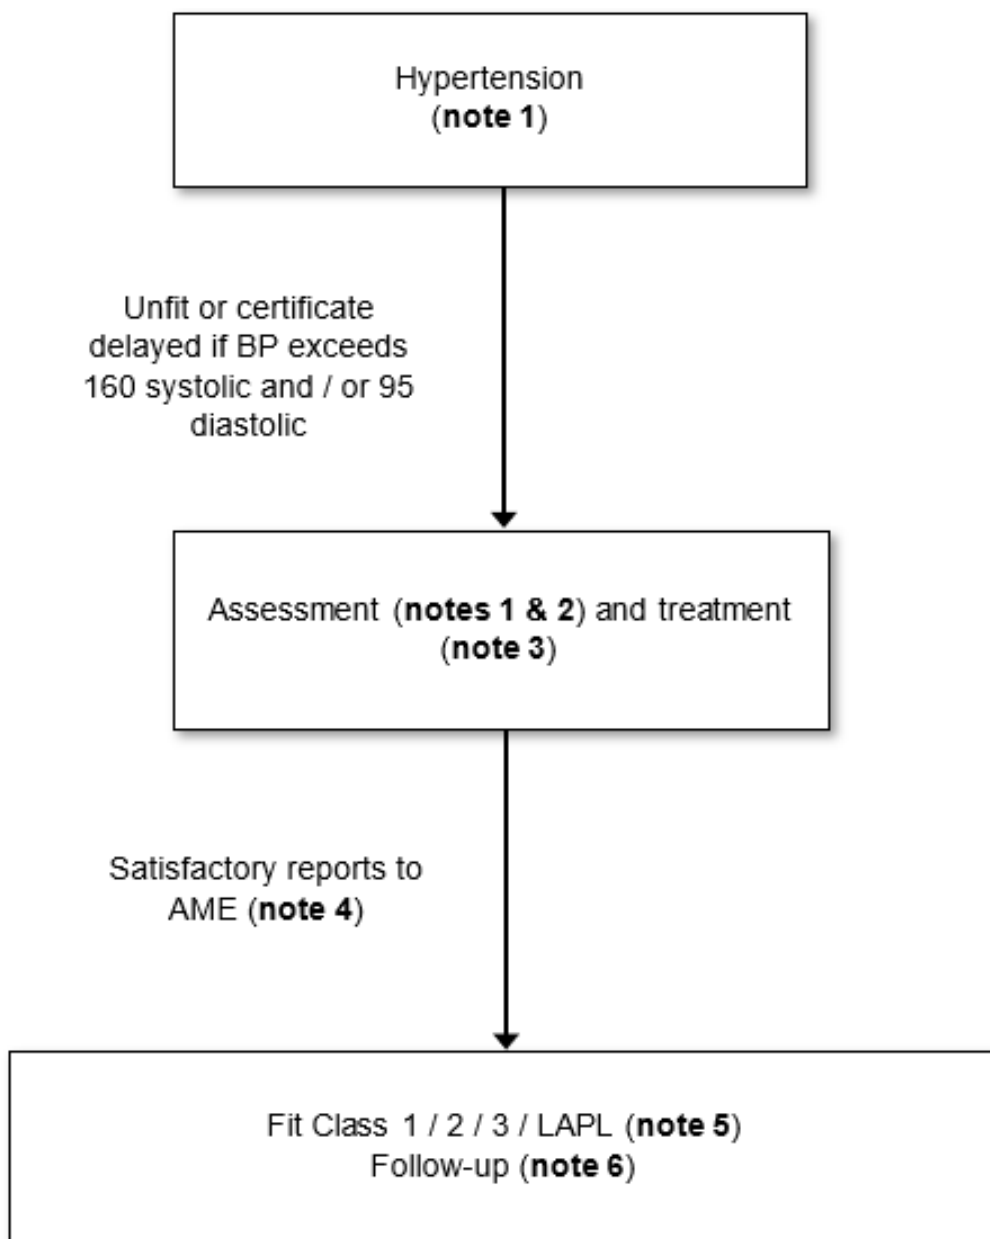 Hypertension
(note 1)
Unfit or certificate
delayed if BP exceeds
160 systolic and / or 95
diastolic
Assessment (notes 1 & 2) and treatment
(note 3)
Satisfactory reports to
AME (note 4)
Fit Class 1 / 2 / 3 / LAPL (note 5)
Follow-up (note 6)